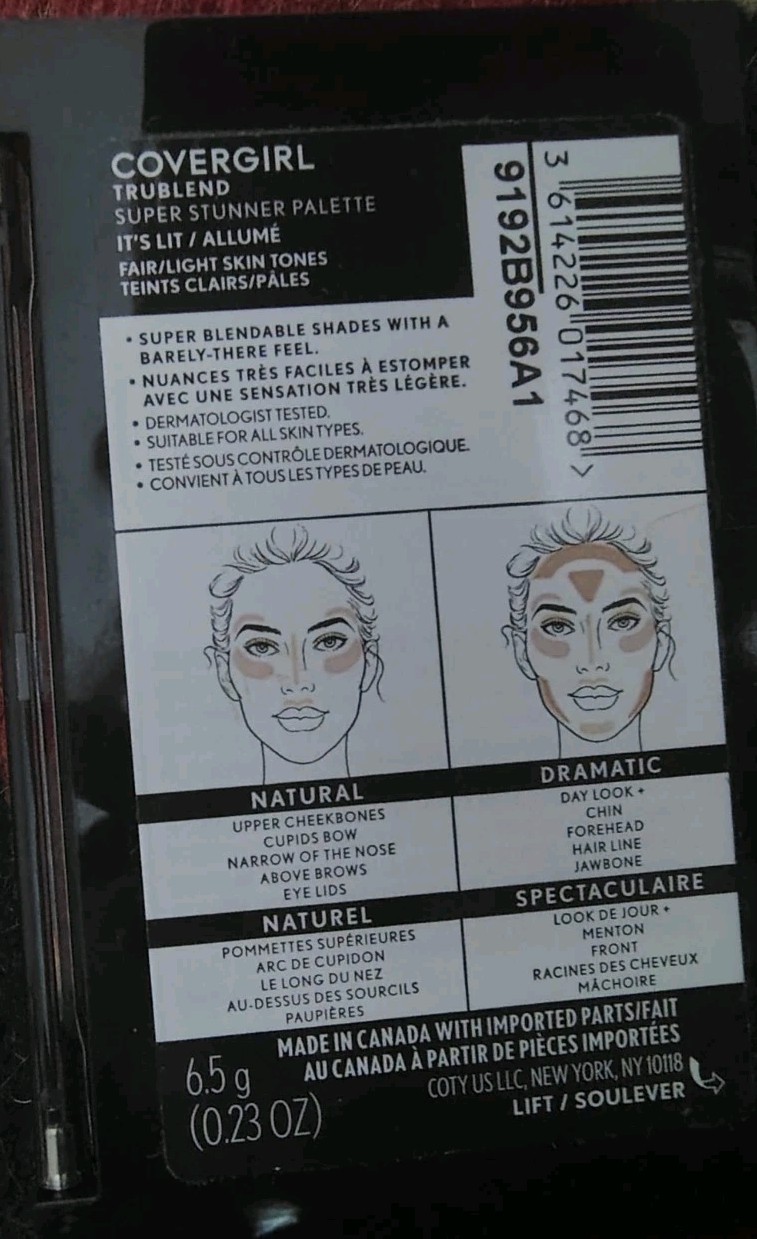 COVERGIRL
TRUBLEND
SUPER STUNNER PALETTE
IT'S LIT / ALLUMÉ
FAIR/LIGHT SKIN TONES
TEINTS CLAIRS/PÂLES
9192B956A1
3 614226 017468 >
• SUPER BLENDABLE SHADES WITH A
BARELY-THERE FEEL.
• NUANCES TRÈS FACILES À ESTOMPER
AVEC UNE SENSATION TRÈS LÉGÈRE.
• DERMATOLOGIST TESTED.
• SUITABLE FOR ALL SKIN TYPES.
• TESTÉ SOUS CONTRÔLE DERMATOLOGIQUE.
• CONVIENT À TOUS LES TYPES DE PEAU.
NATURAL
UPPER CHEEKBONES
CUPIDS BOW
NARROW OF THE NOSE
ABOVE BROWS
EYE LIDS
DRAMATIC
DAY LOOK +
CHIN
FOREHEAD
HAIR LINE
JAWBONE
NATUREL
POMMETTES SUPÉRIEURES
ARC DE CUPIDON
LE LONG DU NEZ
AU-DESSUS DES SOURCILS
PAUPIÈRES
SPECTACULAIRE
LOOK DE JOUR +
MENTON
FRONT
RACINES DES CHEVEUX
MÂCHOIRE
6.5 g
(0.23 OZ)
MADE IN CANADA WITH IMPORTED PARTS/FAIT
AU CANADA À PARTIR DE PIÈCES IMPORTÉES
COTY US LLC, NEW YORK, NY 10118
LIFT / SOULEVER